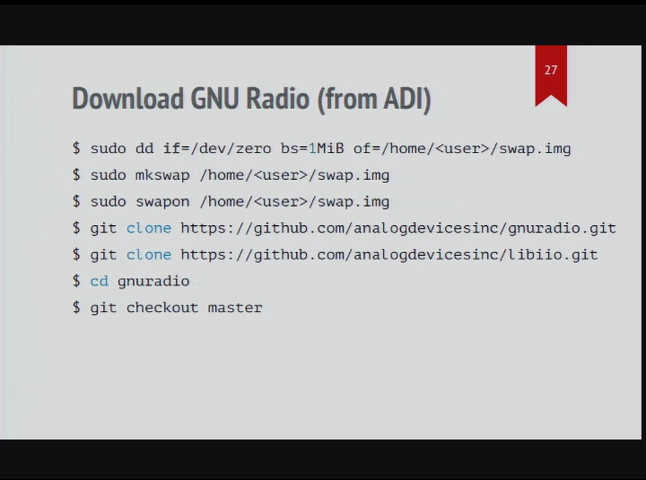 27
Download GNU Radio (from ADI)
$ sudo dd if=/dev/zero bs=1MiB of=/home/<user>/swap.img
$ sudo mkswap /home/<user>/swap.img
$ sudo swapon /home/<user>/swap.img
$ git clone https://github.com/analogdevicesinc/gnuradio.git
$ git clone https://github.com/analogdevicesinc/libiio.git
$ cd gnuradio
$ git checkout master